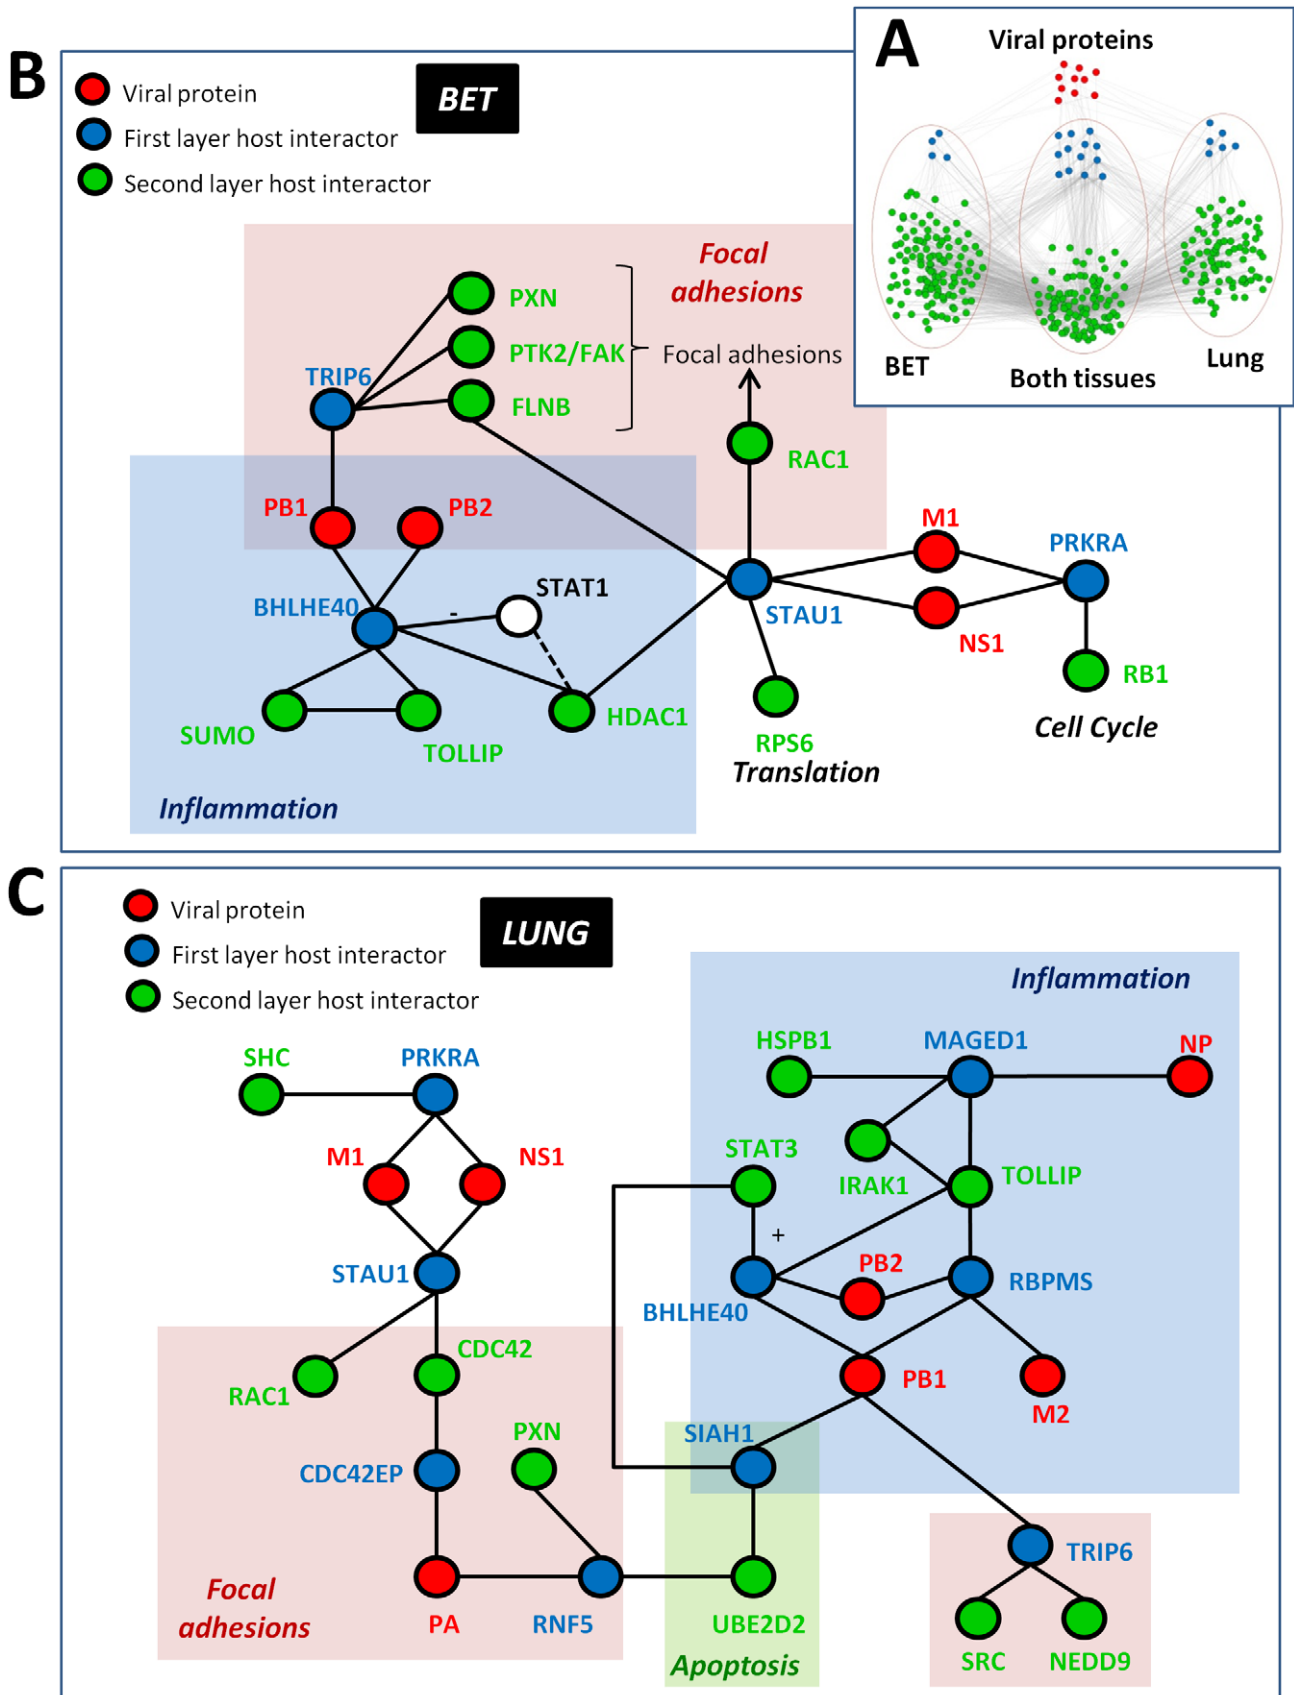 A
Viral proteins
BET
Both tissues
Lung
B
Viral protein
First layer host interactor
Second layer host interactor
BET
Focal
adhesions
PXN
PTK2/FAK
FLNB
Focal adhesions
TRIP6
RAC1
PB1
PB2
M1
PRKRA
BHLHE40
-
STAT1
STAU1
NS1
RB1
SUMO
TOLLIP
HDAC1
RPS6
Cell Cycle
Translation
Inflammation
C
Viral protein
First layer host interactor
Second layer host interactor
LUNG
Inflammation
SHC
PRKRA
HSPB1
MAGED1
NP
M1
NS1
STAT3
IRAK1
TOLLIP
+
STAU1
PB2
RBPMS
BHLHE40
CDC42
RAC1
PB1
M2
PXN
SIAH1
CDC42EP
TRIP6
Focal
adhesions
PA
RNF5
UBE2D2
Apoptosis
SRC
NEDD9